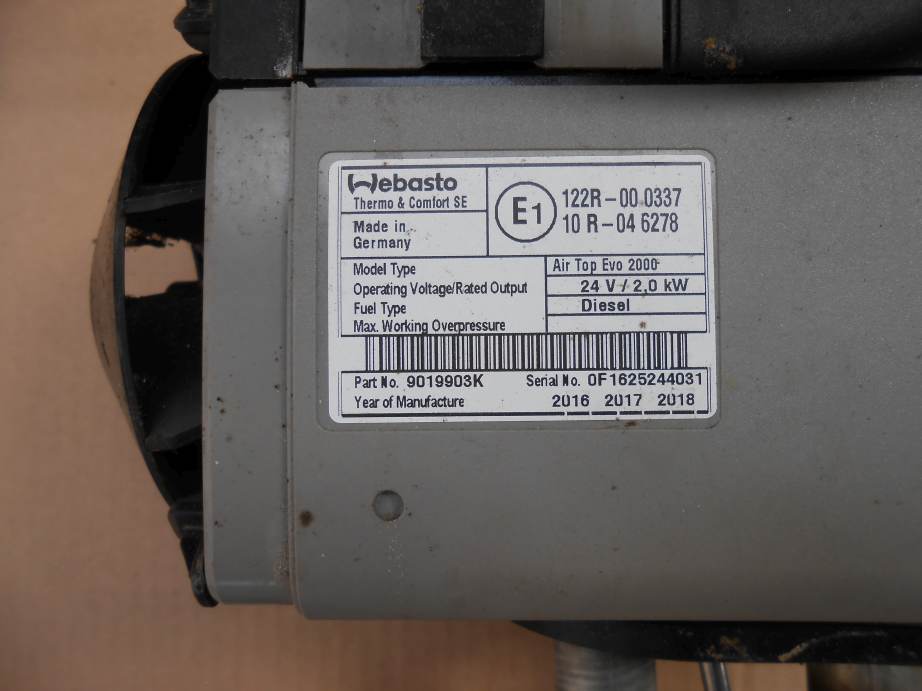 Webasto
Thermo & Comfort SE
Made in
Germany
E1
122R-00 0337
10 R-04 6278
Model Type Air Top Evo 2000
Operating Voltage/Rated Output 24 V / 2,0 kW
Fuel Type Diesel
Max. Working Overpressure
Part No. 9019903K Serial No. 0F1625244031
Year of Manufacture 2016 2017 2018